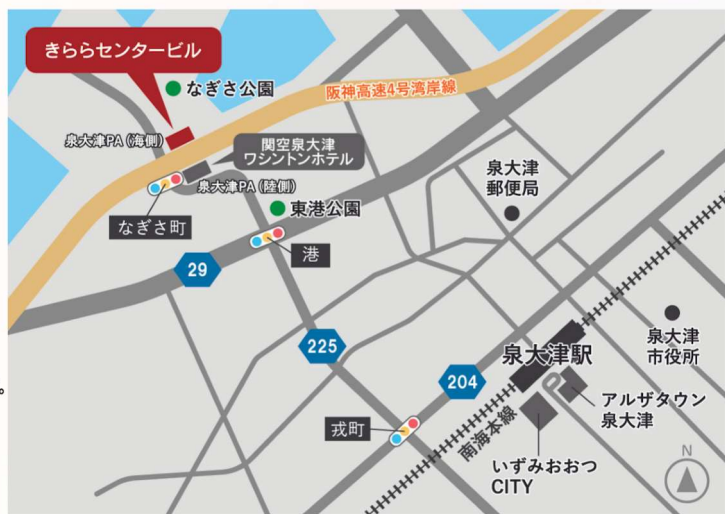 きららセンタービル
なぎさ公園
阪神高速4号湾岸線
泉大津PA（海側）
関空泉大津
ワシントンホテル
泉大津PA（陸側）
なぎさ町
東港公園
港
29
泉大津
郵便局
225
204
泉大津駅
泉大津
市役所
戎町
南海本線
アルザタウン
泉大津
いずみおおつ
CITY
N
。